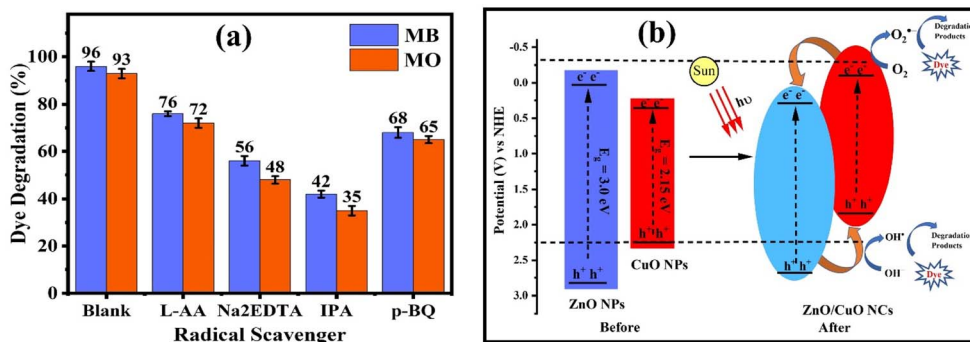 (a)
MB
MO
Dye Degradation (%)
100
80
60
40
20
0
96
93
76
72
56
48
42
35
68
65
Blank
L-AA
Na2EDTA
IPA
p-BQ
Radical Scavenger
(b)
Potential (V) vs NHE
-0.5
0.0
0.5
1.0
1.5
2.0
2.5
3.0
e- e-
Eg = 3.0 eV
h+ h+
ZnO NPs
e- e-
Eg = 2.15 eV
h+ h+
CuO NPs
Before
Sun
hυ
e- e-
h+ h+
e- e-
h+ h+
ZnO/CuO NCs
After
O2•-
O2
Degradation
Products
Dye
OH•
OH-
Degradation
Products
Dye